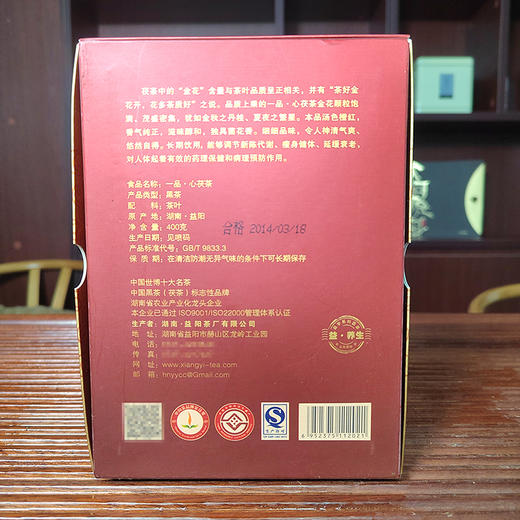 茯茶中的“金花”含量与茶叶品质呈正相关，并有“茶好金
花开，花多茶质好”之说。品质上乘的一品·心茯茶金花颗粒饱
满、茂盛密集，犹如金秋之丹桂、夏夜之繁星。本品汤色橙红，
香气纯正，滋味醇和，独具菌花香。细细品味，令人神清气爽、
悠然自得。长期饮用，能够调节新陈代谢、瘦身健体、延缓衰老，
对人体起着有效的药理保健和病理预防作用。
食品名称：一品·心茯茶
产品类型：黑茶
配 料：茶叶
原 产 地：湖南·益阳
净 含 量：400克
生产日期：见喷码
合格 2014/03/18
产品标准号：GB/T 9833.3
保 质 期：在清洁防潮无异气味的条件下可长期保存
中国世博十大名茶
中国黑茶（茯茶）标志性品牌
湖南省农业产业化龙头企业
本企业已通过 ISO9001/ISO22000管理体系认证
生产者：湖南·益阳茶厂有限公司
地 址：湖南省益阳市赫山区龙岭工业园
电 话：
传 真：
网 址：www.xiangyi-tea.com
邮 箱：hnyycc@Gmail.com
益·养生
QS
生产许可
6952375112021